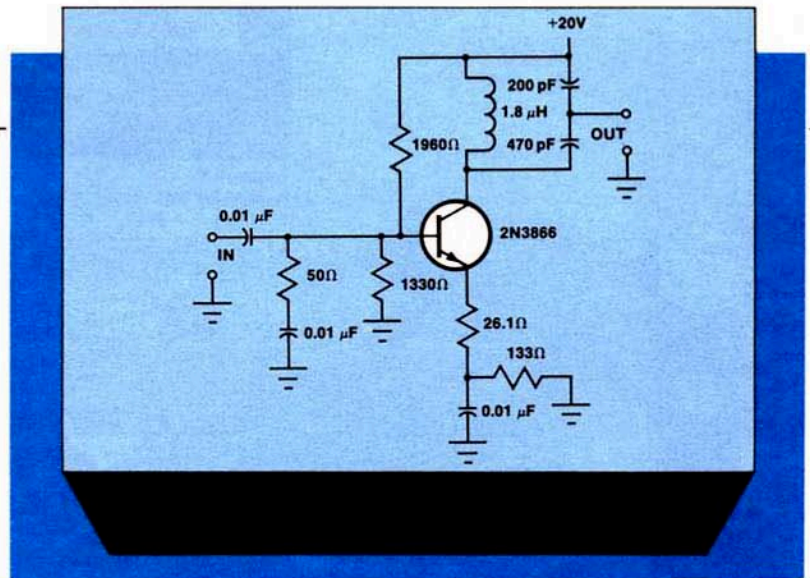 +20V
200 pF
1.8 μH
OUT
470 pF
1960Ω
0.01 μF
2N3866
IN
50Ω
1330Ω
26.1Ω
0.01 μF
133Ω
0.01 μF